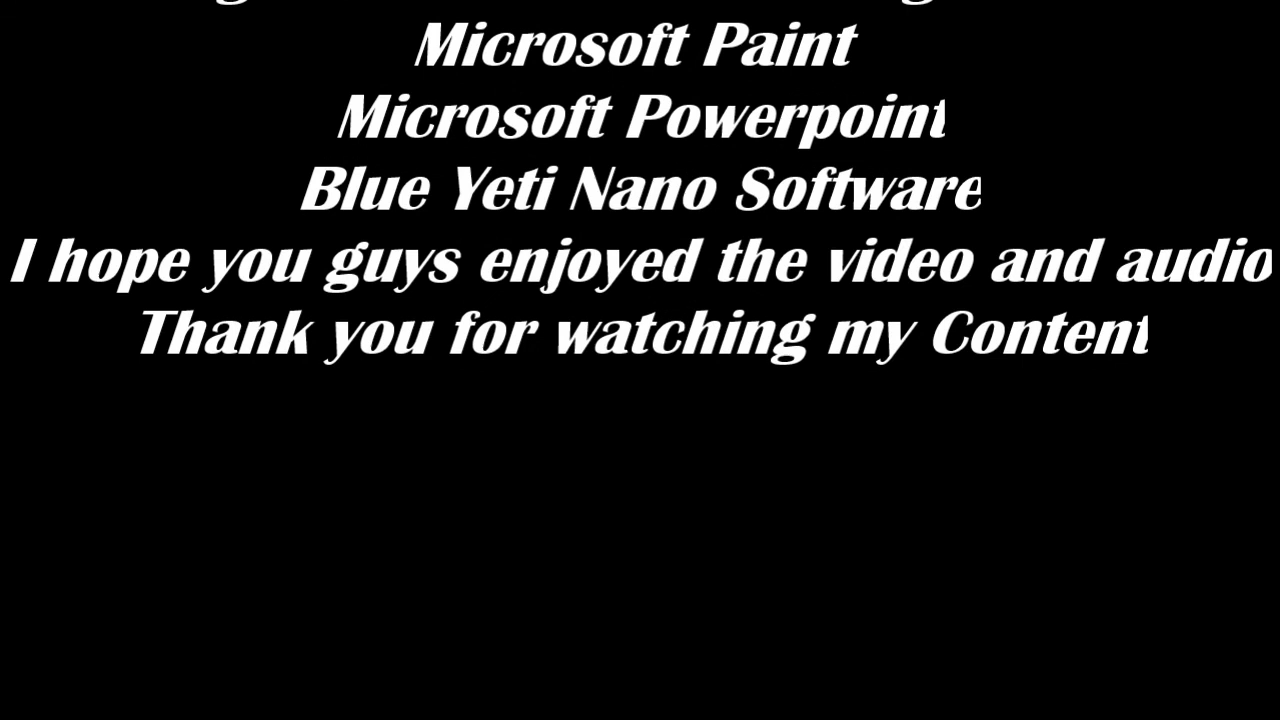 Microsoft Paint
Microsoft Powerpoint
Blue Yeti Nano Software
I hope you guys enjoyed the video and audio
Thank you for watching my Content